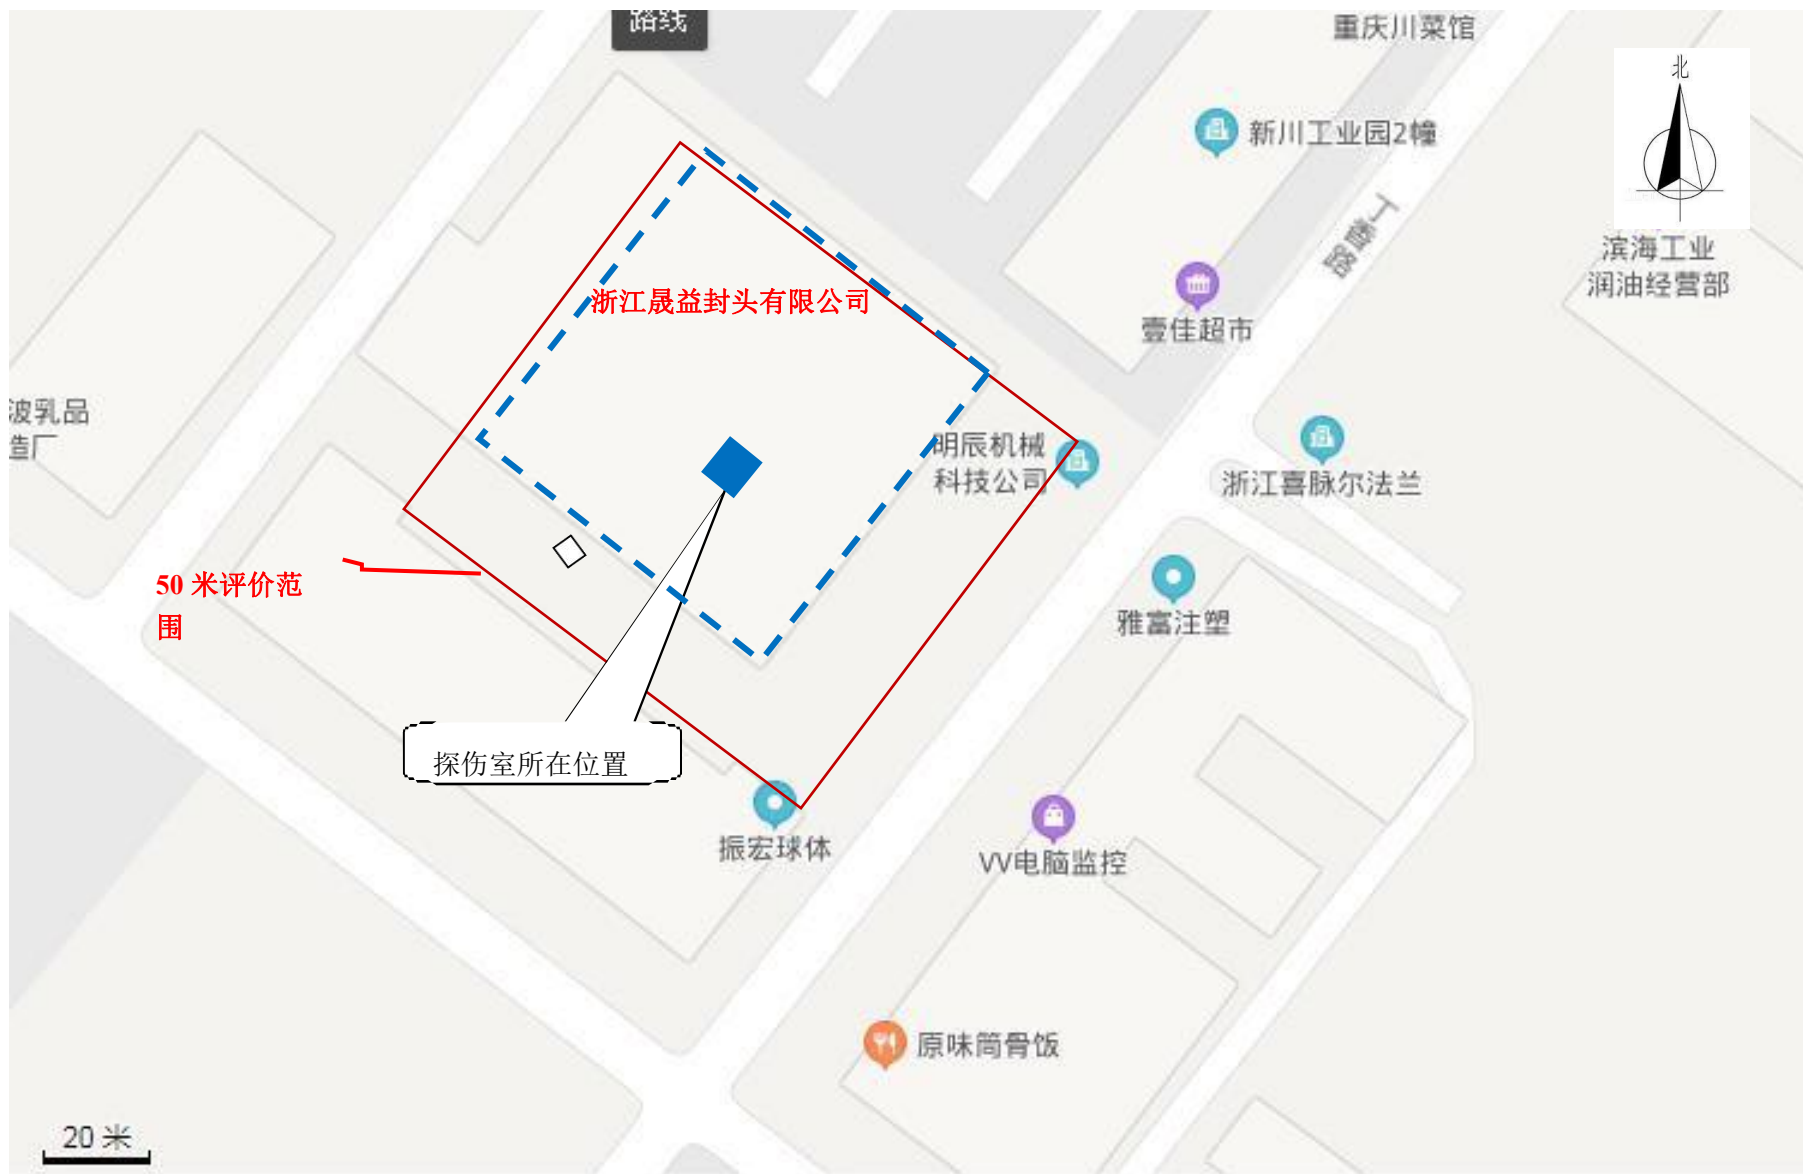 路线
重庆川菜馆
北
新川工业园2幢
丁香路
滨海工业
润油经营部
浙江晟益封头有限公司
壹佳超市
波乳品
造厂
明辰机械
科技公司
浙江喜脉尔法兰
50 米评价范
围
雅富注塑
探伤室所在位置
振宏球体
VV电脑监控
原味筒骨饭
20 米